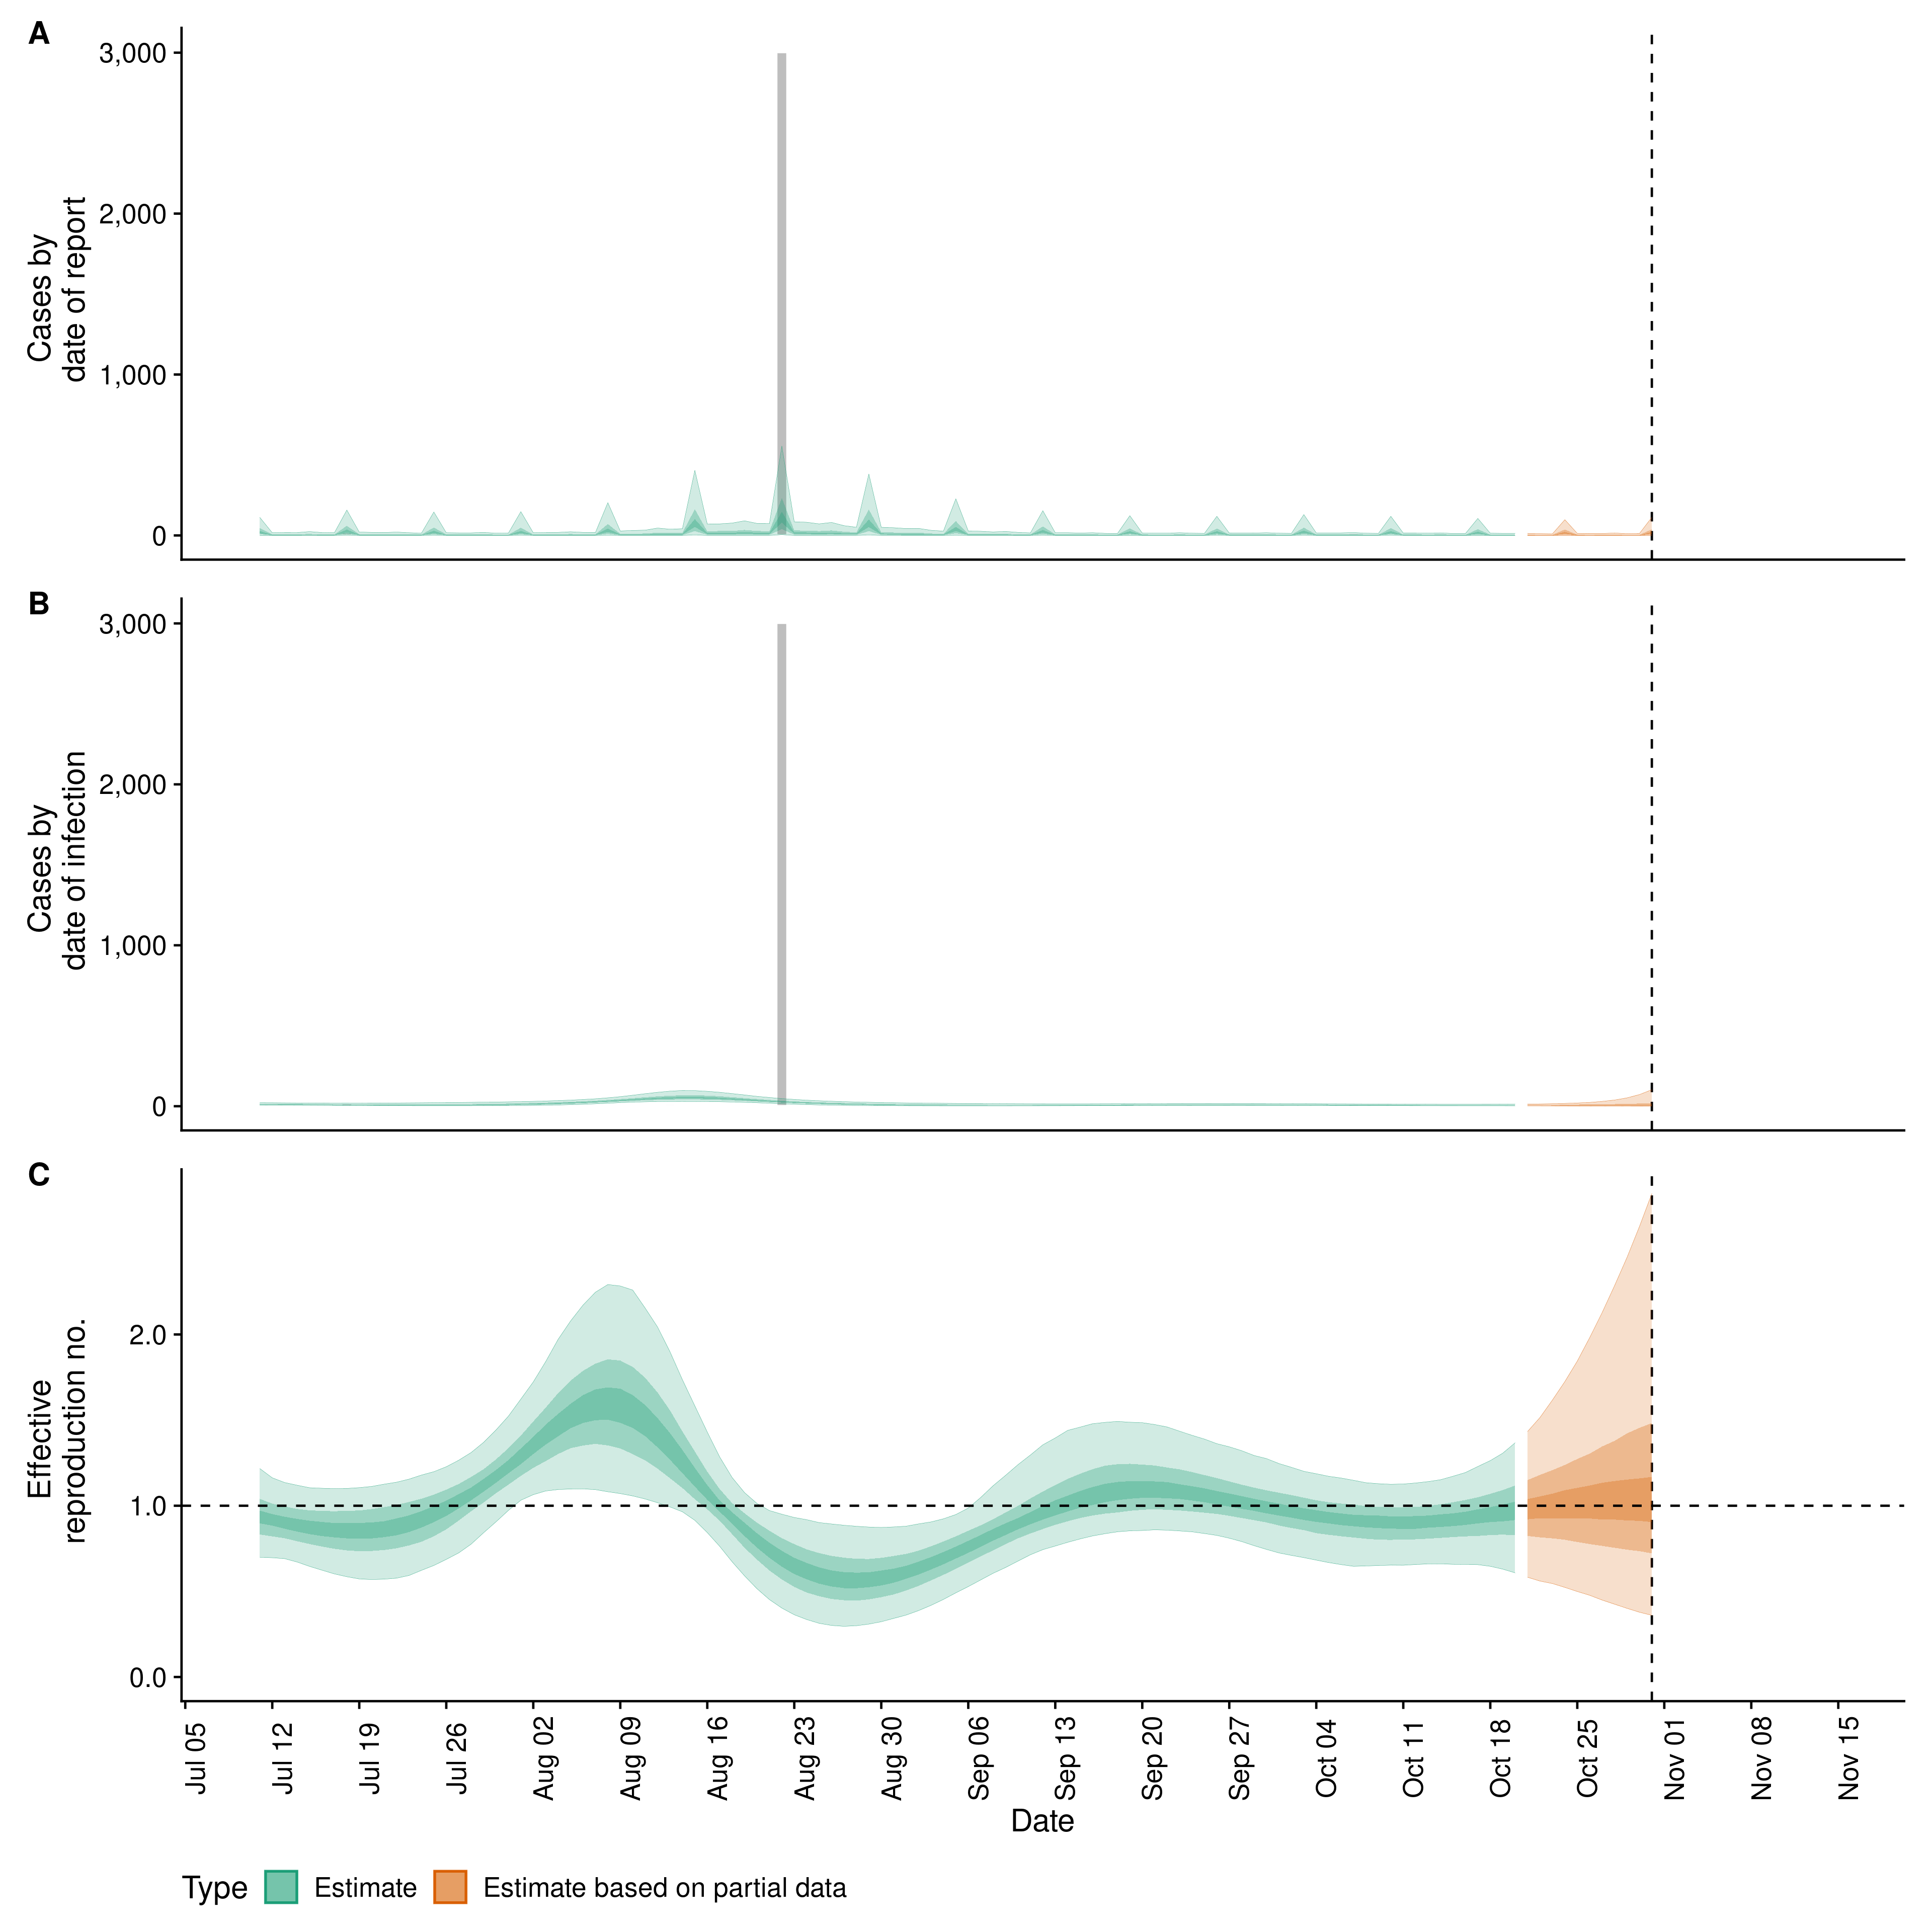 A
3,000
2,000
1,000
0
Cases by
date of report
B
3,000
2,000
1,000
0
Cases by
date of infection
C
2.0
1.0
0.0
Effective
reproduction no.
Jul 05
Jul 12
Jul 19
Jul 26
Aug 02
Aug 09
Aug 16
Aug 23
Aug 30
Sep 06
Sep 13
Sep 20
Sep 27
Oct 04
Oct 11
Oct 18
Oct 25
Nov 01
Nov 08
Nov 15
Date
Type Estimate Estimate based on partial data